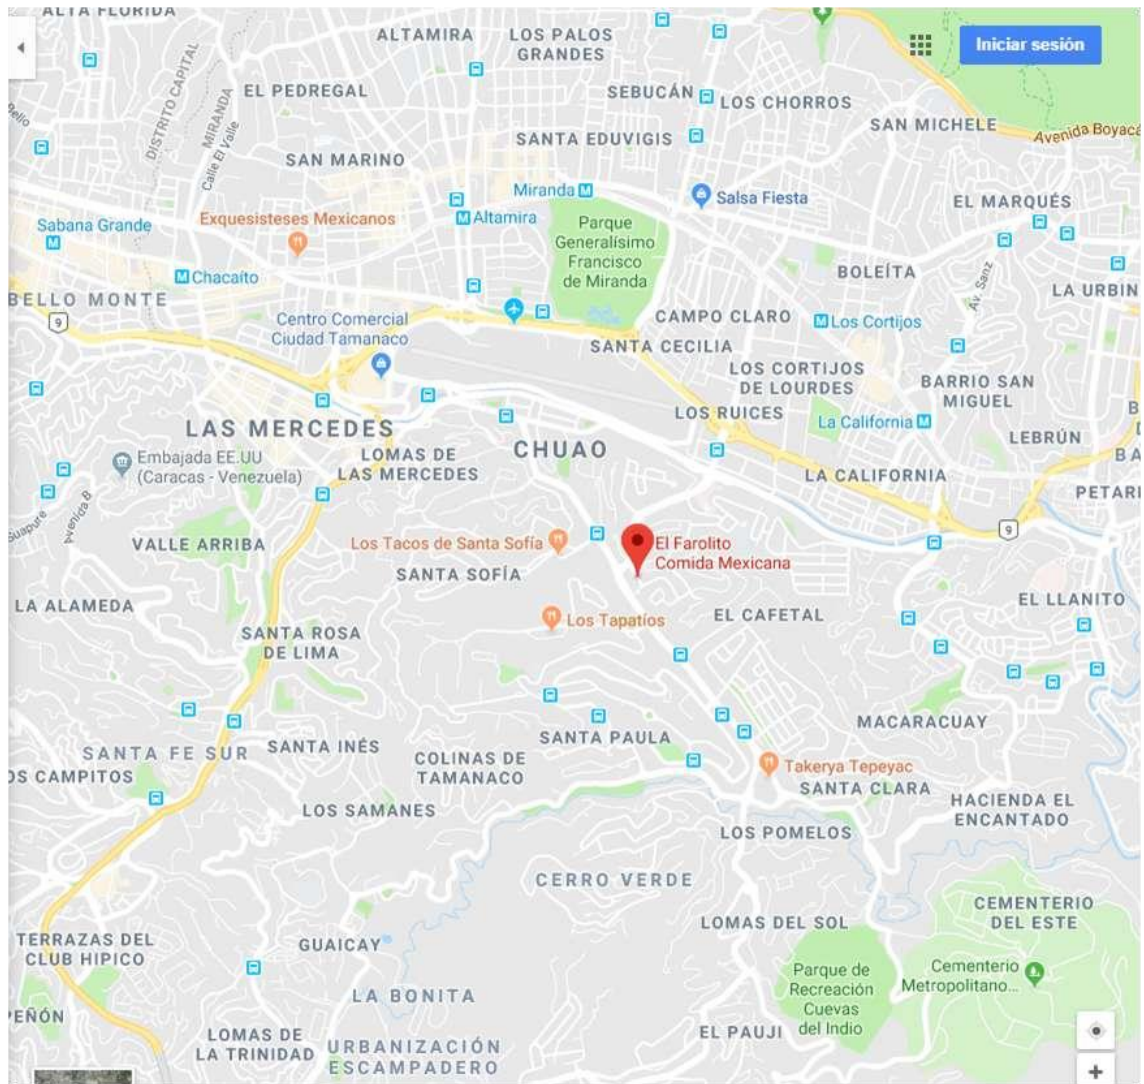 ALTA FLORIDA
ALTAMIRA
LOS PALOS
GRANDES
Iniciar sesión
EL PEDREGAL
SEBUCÁN
LOS CHORROS
DISTRITO CAPITAL
MIRANDA
Calle El Valle
Bello
SANTA EDUVIGIS
SAN MICHELE
Avenida Boyacá
SAN MARINO
Miranda
Salsa Fiesta
EL MARQUÉS
Sabana Grande
Exquesisteses Mexicanos
Altamira
Parque
Generalísimo
Francisco
de Miranda
Chacaíto
BOLEÍTA
Av. Sanz
LA URBIN
BELLO MONTE
9
Centro Comercial
Ciudad Tamanaco
CAMPO CLARO
Los Cortijos
SANTA CECILIA
LOS CORTIJOS
DE LOURDES
BARRIO SAN
MIGUEL
LOS RUICES
La California
LAS MERCEDES
CHUAO
LEBRÚN
Embajada EE.UU
(Caracas - Venezuela)
LOMAS DE
LAS MERCEDES
LA CALIFORNIA
PETARE
Guapure
Avenida B
9
VALLE ARRIBA
Los Tacos de Santa Sofía
El Farolito
Comida Mexicana
SANTA SOFÍA
LA ALAMEDA
Los Tapatíos
EL CAFETAL
EL LLANITO
SANTA ROSA
DE LIMA
MACARACUAY
SANTA FE SUR
SANTA INÉS
SANTA PAULA
COLINAS DE
TAMANACO
OS CAMPITOS
Takerya Tepeyac
SANTA CLARA
LOS SAMANES
HACIENDA EL
ENCANTADO
LOS POMELOS
CERRO VERDE
CEMENTERIO
DEL ESTE
LOMAS DEL SOL
TERRAZAS DEL
CLUB HIPICO
GUAICAY
Parque de
Recreación
Cuevas
del Indio
Cementerio
Metropolitano...
LA BONITA
PEÑÓN
LOMAS DE
LA TRINIDAD
EL PAUJI
URBANIZACIÓN
ESCAMPADERO